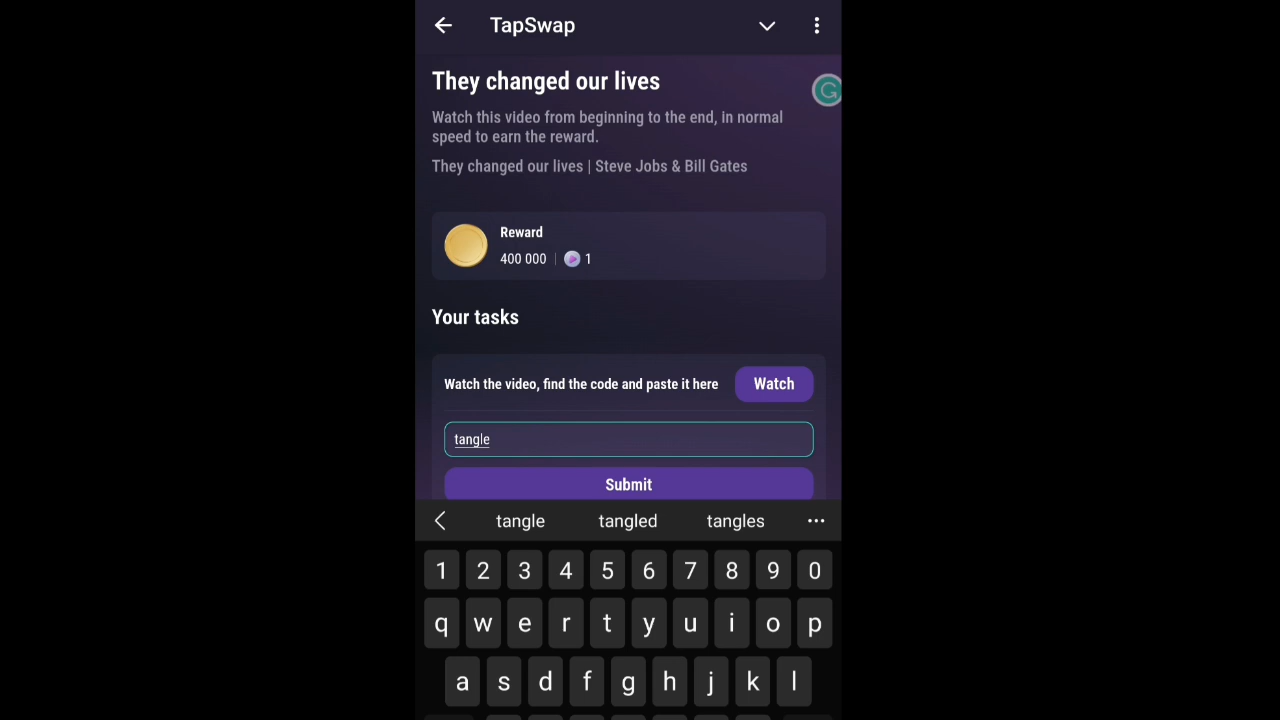 TapSwap
They changed our lives
Watch this video from beginning to the end, in normal
speed to earn the reward.
They changed our lives | Steve Jobs & Bill Gates
G
Reward
400 000 | 1
Your tasks
Watch the video, find the code and paste it here
Watch
tangle
Submit
tangle tangled tangles
1 2 3 4 5 6 7 8 9 0
q w e r t y u i o p
a s d f g h j k l